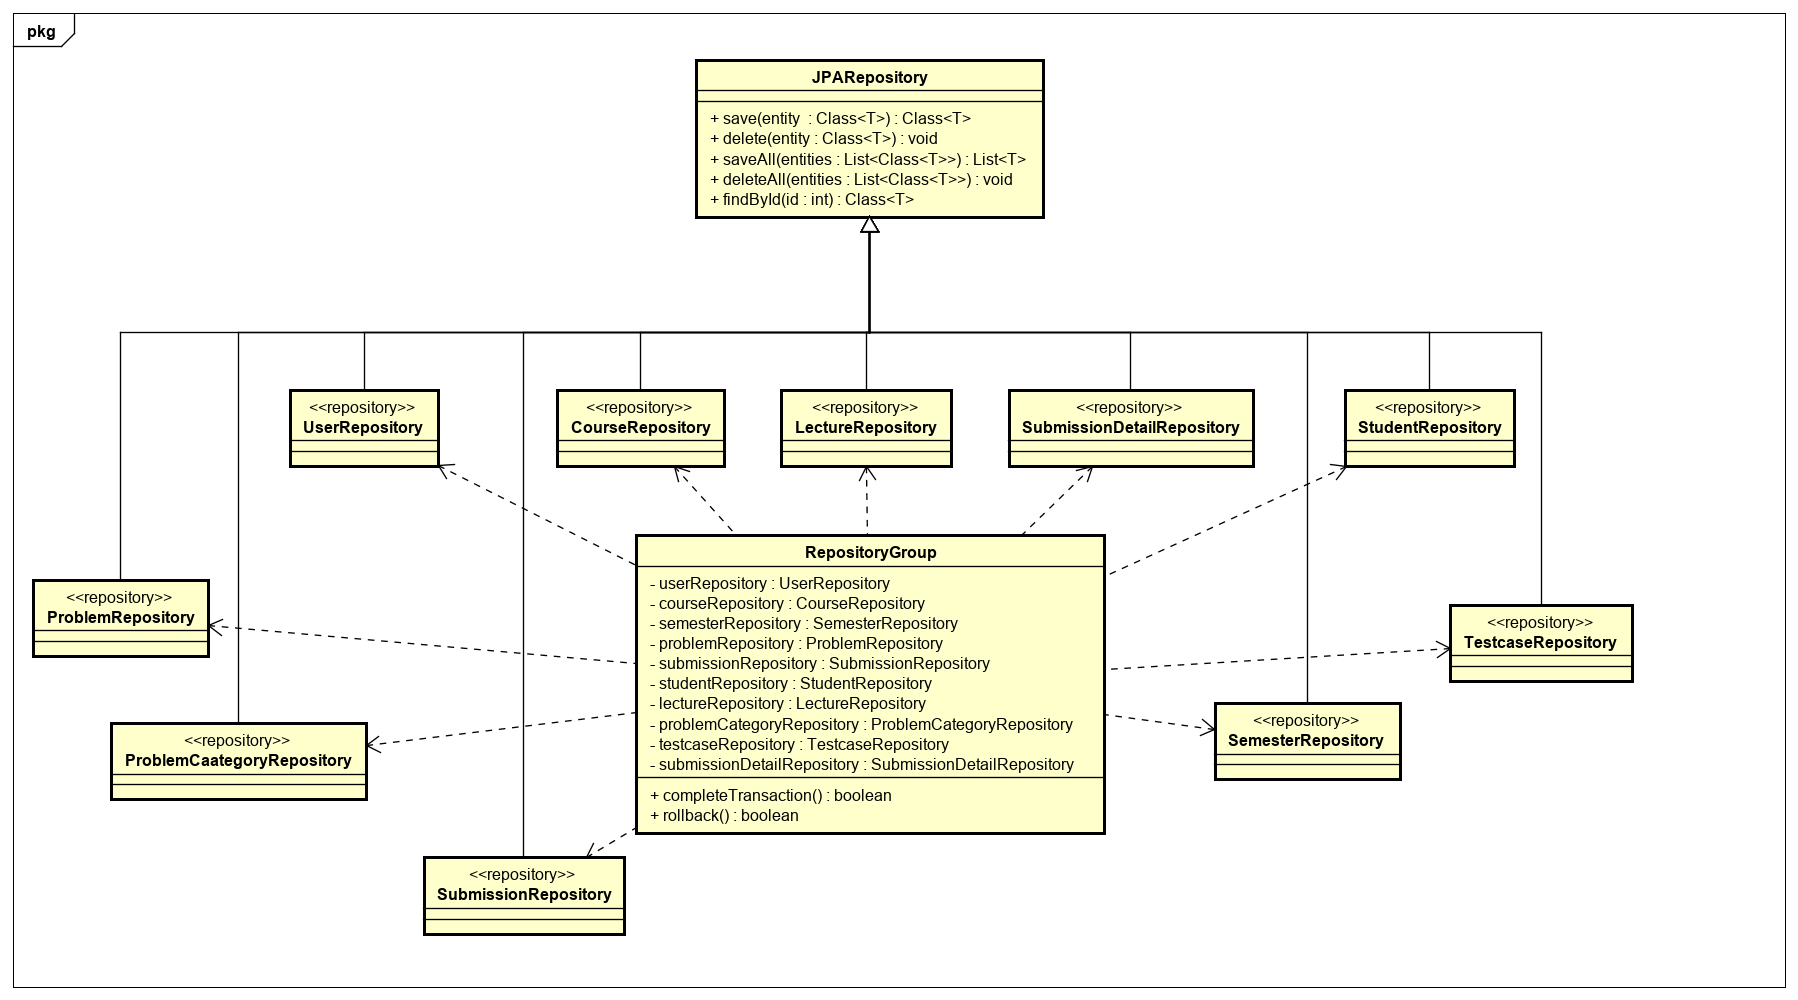 pkg
JPARepository
+ save(entity : Class<T>) : Class<T>
+ delete(entity : Class<T>) : void
+ saveAll(entities : List<Class<T>>) : List<T>
+ deleteAll(entities : List<Class<T>>) : void
+ findById(id : int) : Class<T>
<<repository>>
UserRepository
<<repository>>
CourseRepository
<<repository>>
LectureRepository
<<repository>>
SubmissionDetailRepository
<<repository>>
StudentRepository
RepositoryGroup
- userRepository : UserRepository
- courseRepository : CourseRepository
- semesterRepository : SemesterRepository
- problemRepository : ProblemRepository
- submissionRepository : SubmissionRepository
- studentRepository : StudentRepository
- lectureRepository : LectureRepository
- problemCategoryRepository : ProblemCategoryRepository
- testcaseRepository : TestcaseRepository
- submissionDetailRepository : SubmissionDetailRepository
+ completeTransaction() : boolean
+ rollback() : boolean
<<repository>>
ProblemRepository
<<repository>>
TestcaseRepository
<<repository>>
SemesterRepository
<<repository>>
ProblemCaategoryRepository
<<repository>>
SubmissionRepository